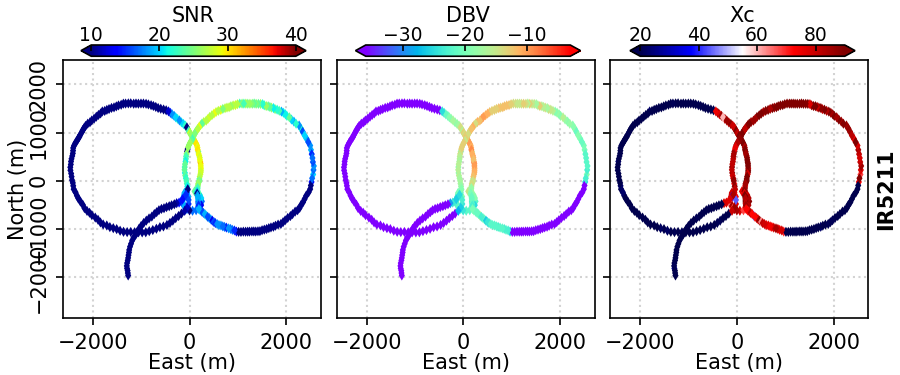 SNR DBV Xc
10 20 30 40 −30 −20 −10 20 40 60 80
2000
1000
0
−1000
−2000
North (m)
IR5211
−2000 0 2000 −2000 0 2000 −2000 0 2000
East (m) East (m) East (m)